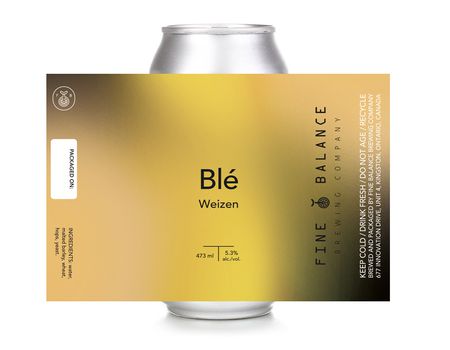 PACKAGED ON:
INGREDIENTS: water,
malted barley, wheat,
hops, yeast.
Blé
Weizen
473 ml
5.3%
alc./vol.
FINE BALANCE
BREWING COMPANY
KEEP COLD / DRINK FRESH / DO NOT AGE / RECYCLE
BREWED AND PACKAGED BY FINE BALANCE BREWING COMPANY
677 INNOVATION DRIVE, UNIT 4, KINGSTON, ONTARIO, CANADA